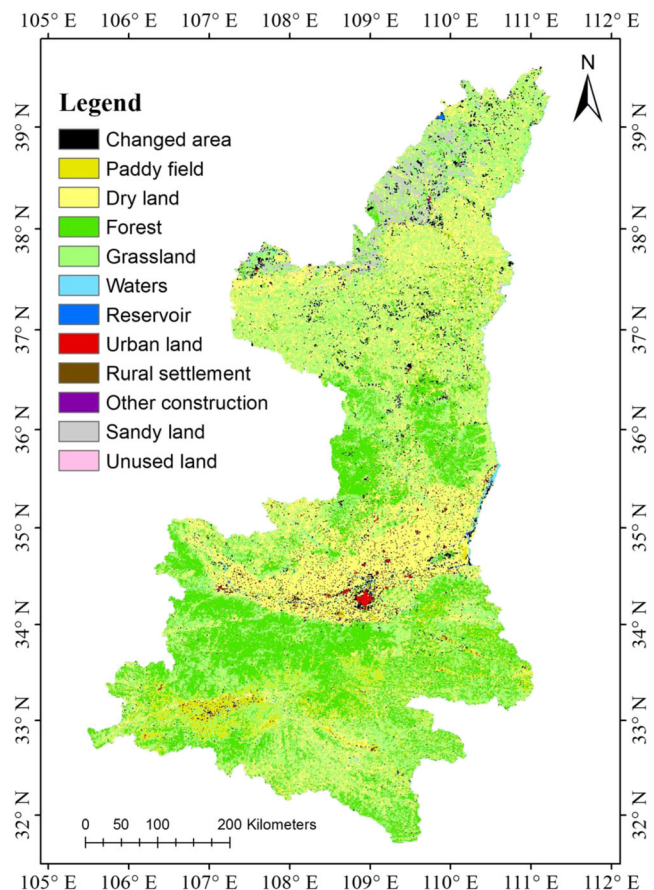 105° E 106° E 107° E 108° E 109° E 110° E 111° E 112° E
N
Legend
Changed area
Paddy field
Dry land
Forest
Grassland
Waters
Reservoir
Urban land
Rural settlement
Other construction
Sandy land
Unused land
39° N
38° N
37° N
36° N
35° N
34° N
33° N
32° N
39° N
38° N
37° N
36° N
35° N
34° N
33° N
32° N
0 50 100 200 Kilometers
105° E 106° E 107° E 108° E 109° E 110° E 111° E 112° E